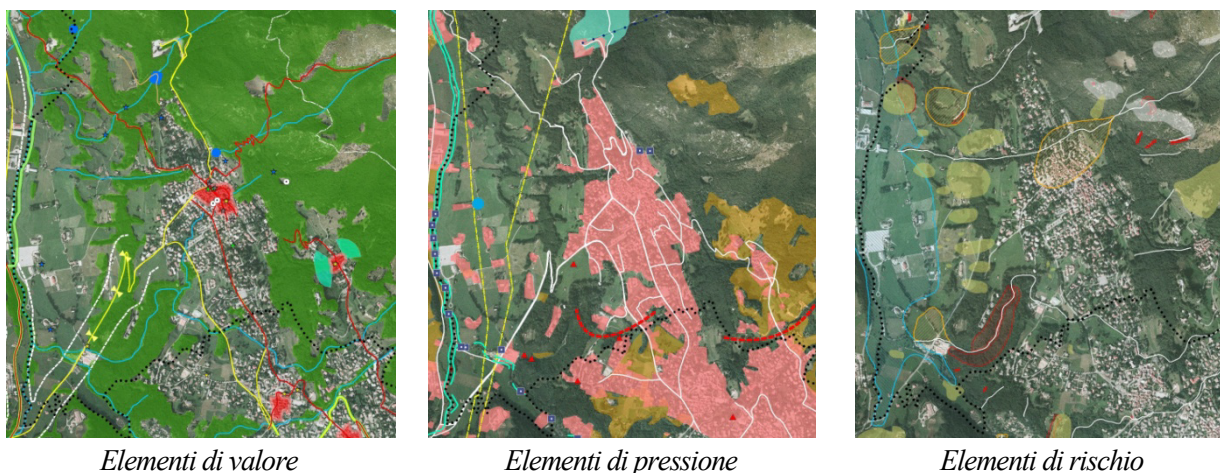 Elementi di valore
Elementi di pressione
Elementi di rischio